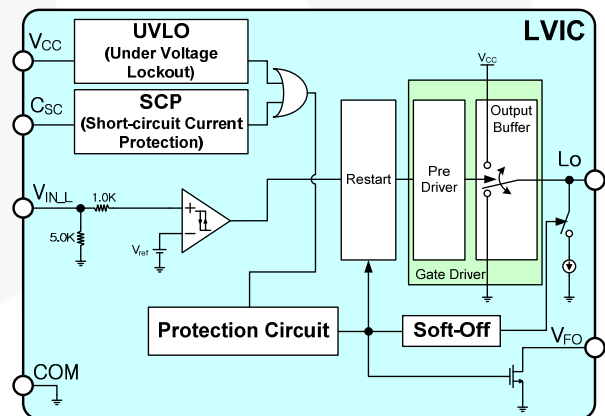 LVIC
VCC
UVLO
(Under Voltage
Lockout)
CSC
SCP
(Short-circuit Current
Protection)
VCC
Output
Buffer
Lo
VIN_L
1.0K
5.0K
Vref
+
−
Restart
Pre
Driver
Gate Driver
Protection Circuit
Soft-Off
VFO
COM